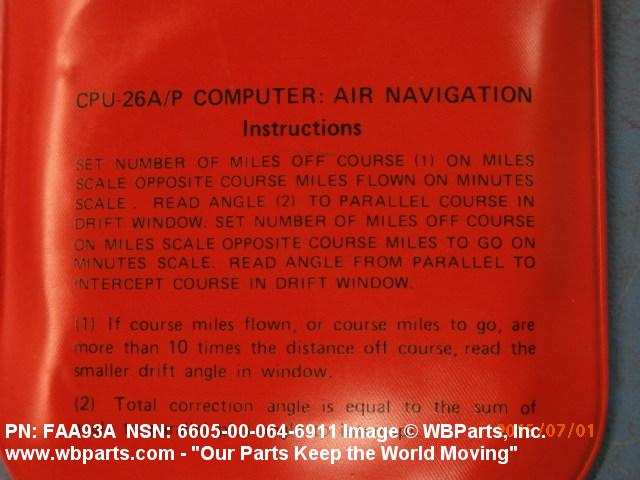 CPU-26A/P COMPUTER: AIR NAVIGATION
Instructions
SET NUMBER OF MILES OFF COURSE (1) ON MILES
SCALE OPPOSITE COURSE MILES FLOWN ON MINUTES
SCALE. READ ANGLE (2) TO PARALLEL COURSE IN
DRIFT WINDOW. SET NUMBER OF MILES OFF COURSE
ON MILES SCALE OPPOSITE COURSE MILES TO GO ON
MINUTES SCALE. READ ANGLE FROM PARALLEL TO
INTERCEPT COURSE IN DRIFT WINDOW.
(1) If course miles flown, or course miles to go, are
more than 10 times the distance off course, read the
smaller drift angle in window.
(2) Total correction angle is equal to the sum of
PN: FAA93A NSN: 6605-00-064-6911 Image © WBParts, Inc.
/07/01
www.wbparts.com - "Our Parts Keep the World Moving"